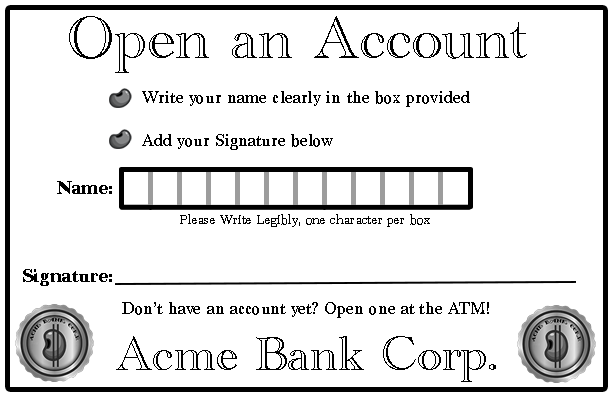 Open an Account
Write your name clearly in the box provided
Add your Signature below
Name:
Please Write Legibly, one character per box
Signature:
Don't have an account yet? Open one at the ATM!
Acme Bank Corp.